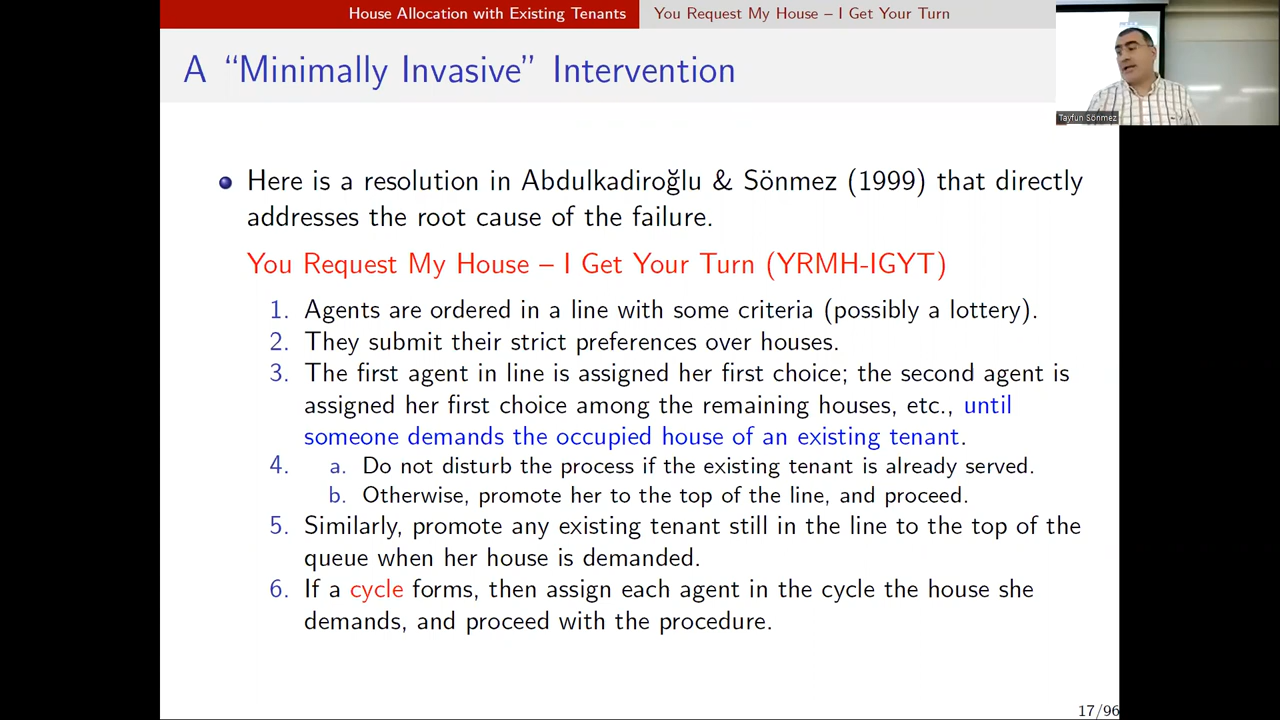 House Allocation with Existing Tenants You Request My House – I Get Your Turn
A “Minimally Invasive” Intervention
Tayfun Sönmez
Here is a resolution in Abdulkadiroğlu & Sönmez (1999) that directly
addresses the root cause of the failure.
You Request My House – I Get Your Turn (YRMH-IGYT)
1. Agents are ordered in a line with some criteria (possibly a lottery).
2. They submit their strict preferences over houses.
3. The first agent in line is assigned her first choice; the second agent is
assigned her first choice among the remaining houses, etc., until
someone demands the occupied house of an existing tenant.
4. a. Do not disturb the process if the existing tenant is already served.
b. Otherwise, promote her to the top of the line, and proceed.
5. Similarly, promote any existing tenant still in the line to the top of the
queue when her house is demanded.
6. If a cycle forms, then assign each agent in the cycle the house she
demands, and proceed with the procedure.
17/96